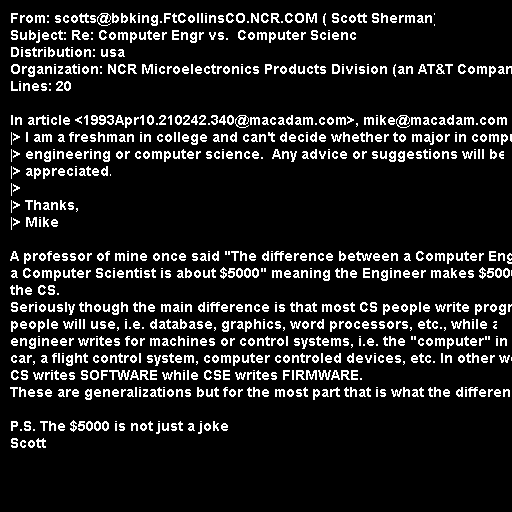 From: scotts@bbking.FtCollinsCO.NCR.COM ( Scott Sherman)
Subject: Re: Computer Engr vs.  Computer Scienc
Distribution: usa
Organization: NCR Microelectronics Products Division (an AT&T
Lines: 20

In article <1993Apr10.210242.340@macadam.com>, mike@macadam.com
|> I am a freshman in college and can't decide whether to major in
|> engineering or computer science.  Any advice or suggestions will be
|> appreciated.
|>
|> Thanks,
|> Mike

A professor of mine once said "The difference between a Computer
a Computer Scientist is about $5000" meaning the Engineer makes
the CS.
Seriously though the main difference is that most CS people write
people will use, i.e. database, graphics, word processors, etc., while
engineer writes for machines or control systems, i.e. the "computer" in
car, a flight control system, computer controled devices, etc. In other
CS writes SOFTWARE while CSE writes FIRMWARE.
These are generalizations but for the most part that is what the

P.S. The $5000 is not just a joke
Scott